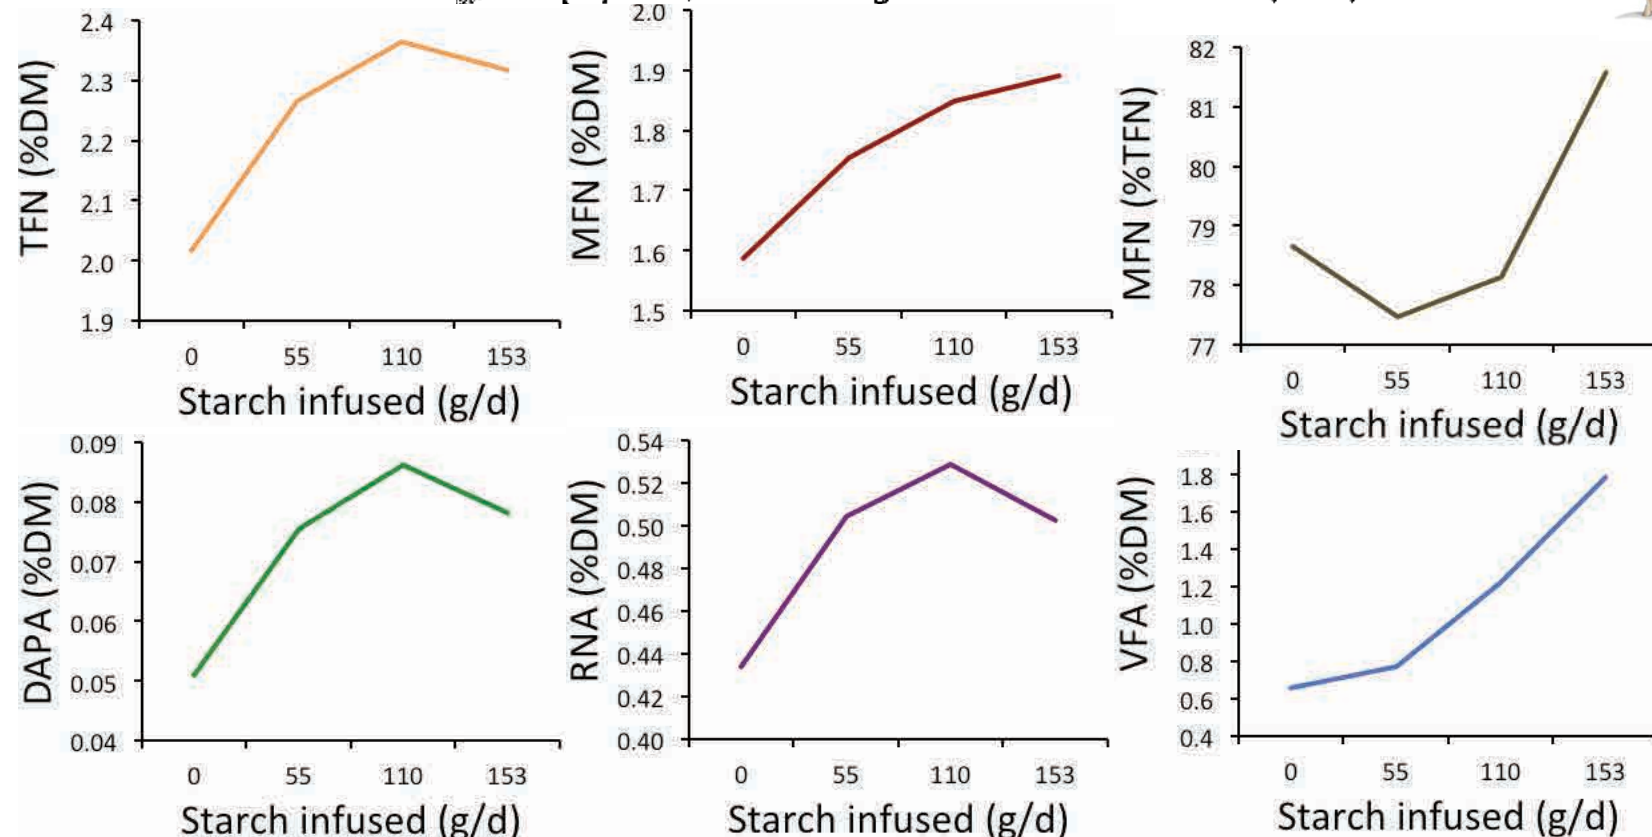 TFN (%DM)
2.4
2.3
2.2
2.1
2.0
1.9
0 55 110 153
Starch infused (g/d)
MFN (%DM)
2.0
1.9
1.8
1.7
1.6
1.5
0 55 110 153
Starch infused (g/d)
MFN (%TFN)
82
81
80
79
78
77
0 55 110 153
Starch infused (g/d)
DAPA (%DM)
0.09
0.08
0.07
0.06
0.05
0.04
0 55 110 153
Starch infused (g/d)
RNA (%DM)
0.54
0.52
0.50
0.48
0.46
0.44
0.42
0.40
0 55 110 153
Starch infused (g/d)
VFA (%DM)
1.8
1.6
1.4
1.2
1.0
0.8
0.6
0.4
0 55 110 153
Starch infused (g/d)